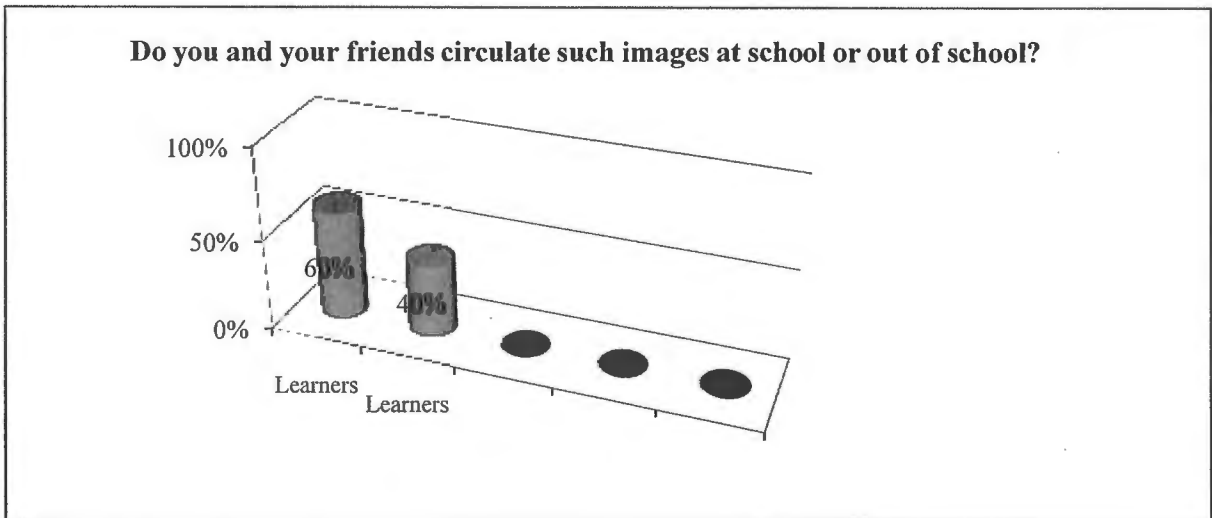 Do you and your friends circulate such images at school or out of school?
100%
50%
60%
40%
0%
Learners
Learners